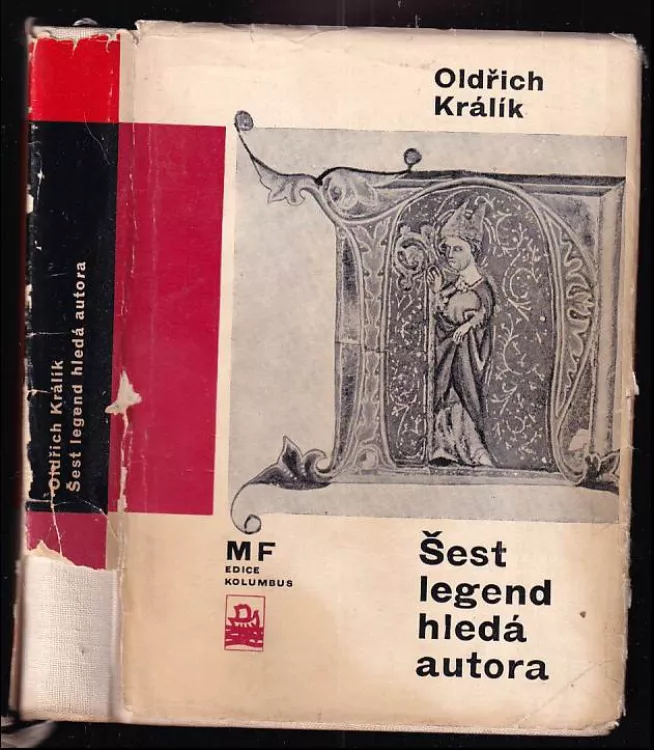 Oldřich
Králík
MF
EDICE
KOLUMBUS
Šest
legend
hledá
autora
Oldřich Králík
Šest legend hledá autora